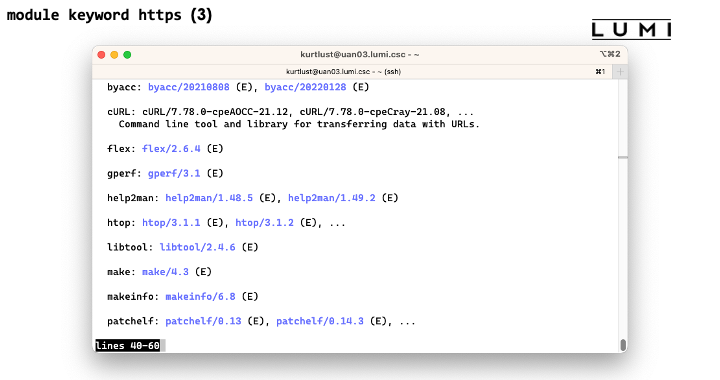 module keyword https (3)
LUMI
kurtlust@uan03.lumi.csc - ~
⌥⌘2
kurtlust@uan03.lumi.csc - ~ (ssh)
⌘1
+
byacc: byacc/20210808 (E), byacc/20220128 (E)
cURL: cURL/7.78.0-cpeAOCC-21.12, cURL/7.78.0-cpeCray-21.08, ...
Command line tool and library for transferring data with URLs.
flex: flex/2.6.4 (E)
gperf: gperf/3.1 (E)
help2man: help2man/1.48.5 (E), help2man/1.49.2 (E)
htop: htop/3.1.1 (E), htop/3.1.2 (E), ...
libtool: libtool/2.4.6 (E)
make: make/4.3 (E)
makeinfo: makeinfo/6.8 (E)
patchelf: patchelf/0.13 (E), patchelf/0.14.3 (E), ...
lines 40-60